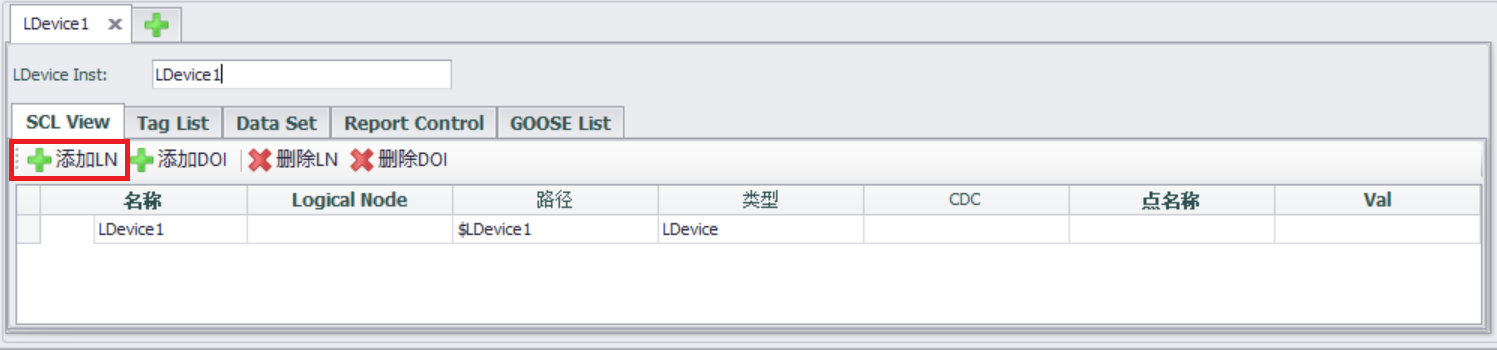 LDevice1
LDevice Inst: LDevice1
SCL View Tag List Data Set Report Control GOOSE List
添加LN 添加DOI 删除LN 删除DOI
名称 Logical Node 路径 类型 CDC 点名称 Val
LDevice1 $LDevice1 LDevice